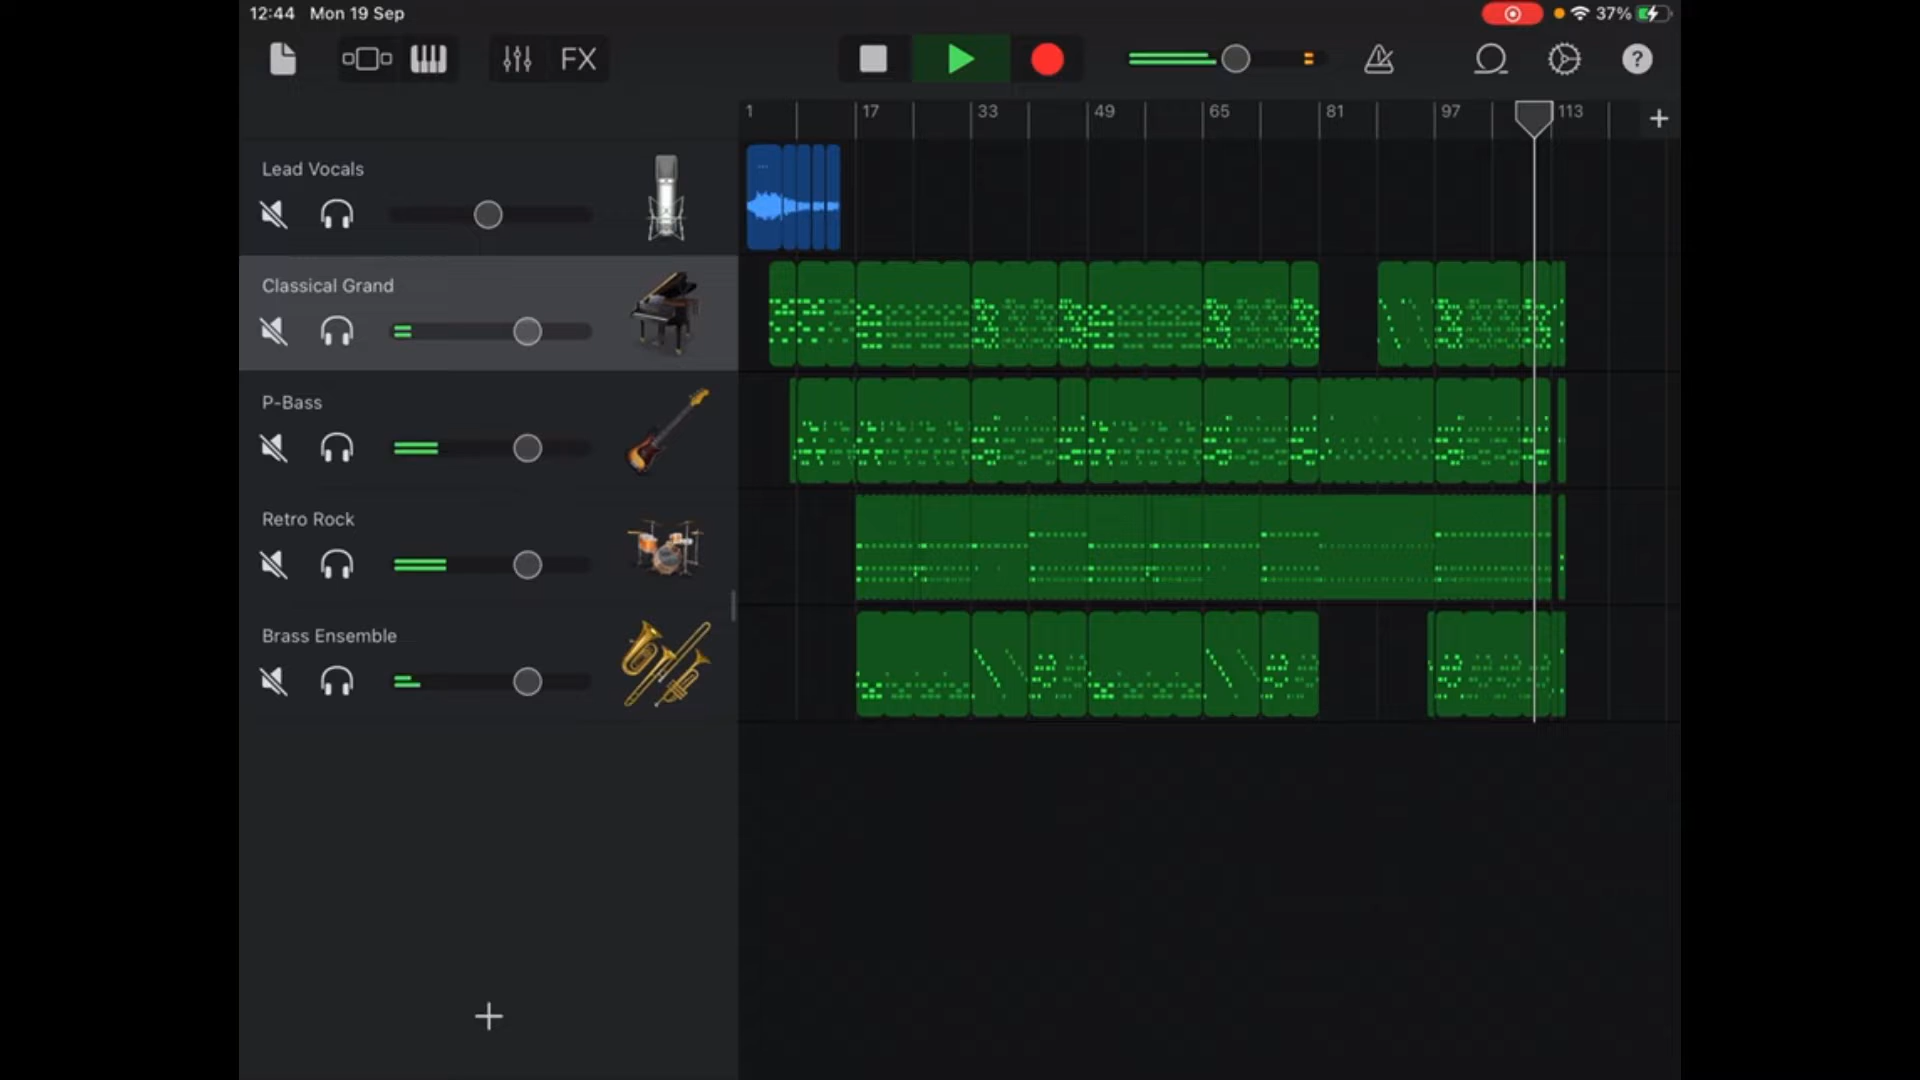 12:44 Mon 19 Sep
37%
FX
?
1 17 33 49 65 81 97 113
Lead Vocals
Classical Grand
P-Bass
Retro Rock
Brass Ensemble